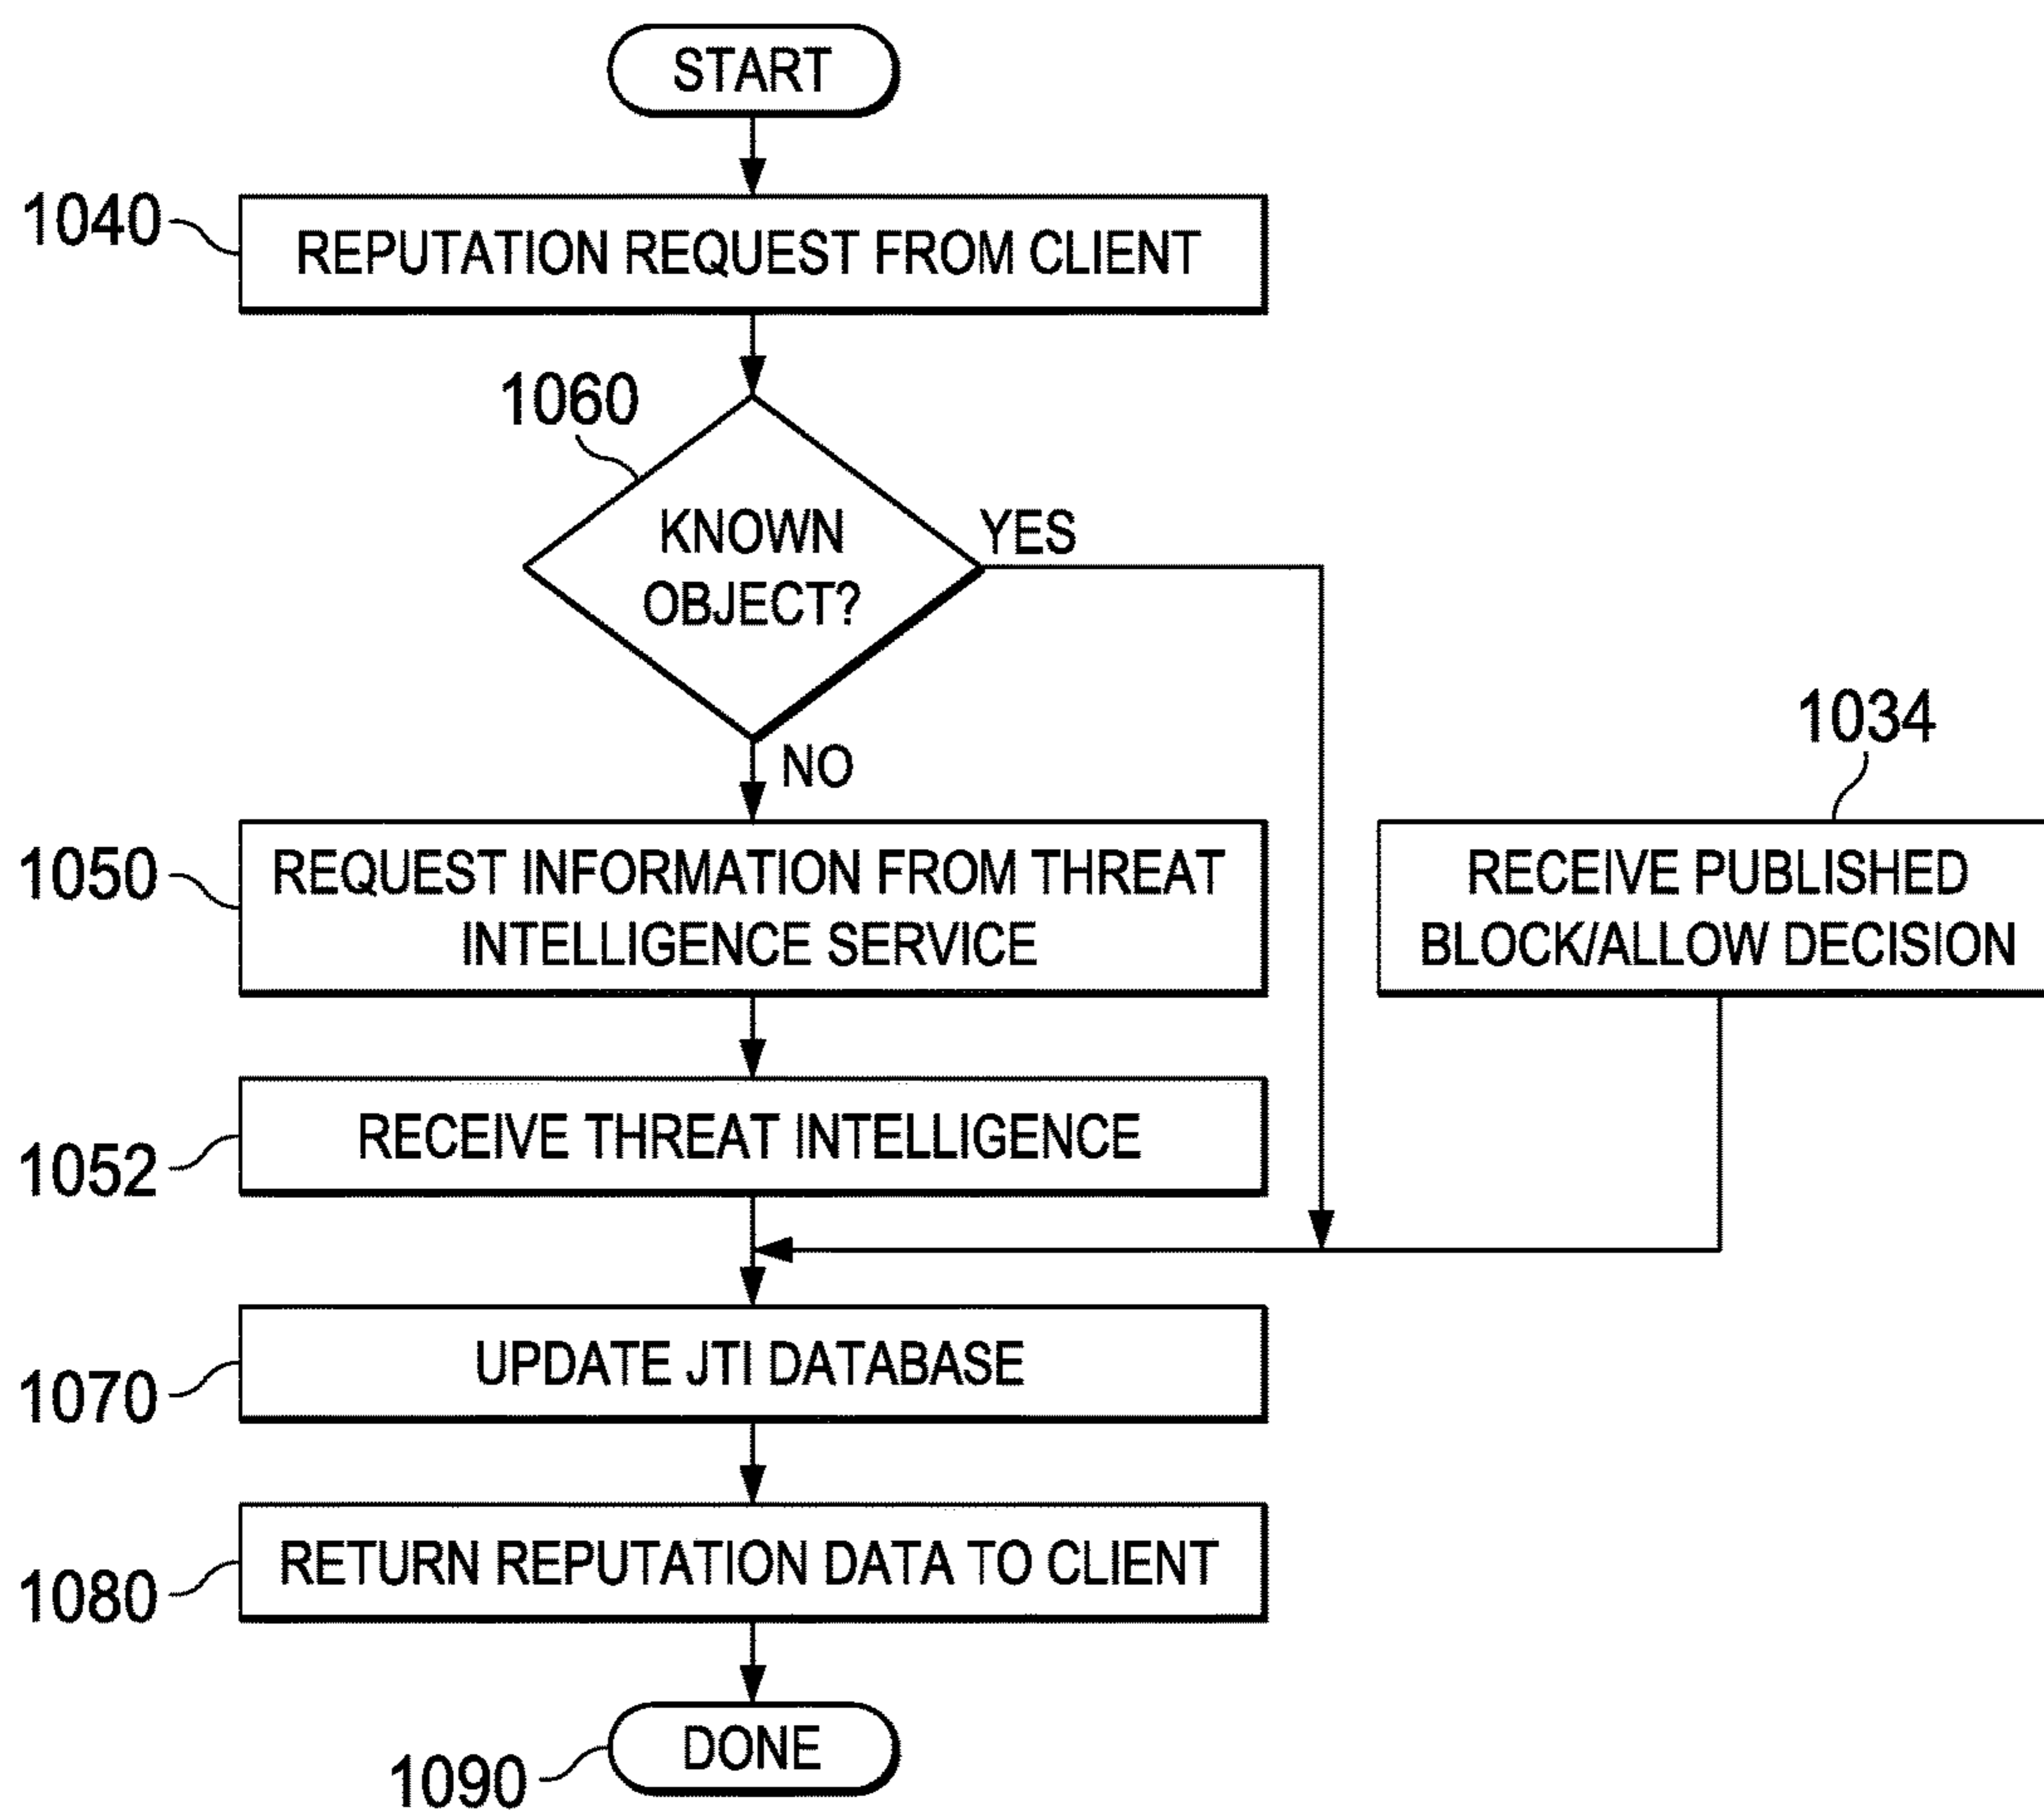 START
1040
REPUTATION REQUEST FROM CLIENT
1060
KNOWN
OBJECT?
YES
NO
1034
1050
REQUEST INFORMATION FROM THREAT
INTELLIGENCE SERVICE
RECEIVE PUBLISHED
BLOCK/ALLOW DECISION
1052
RECEIVE THREAT INTELLIGENCE
1070
UPDATE JTI DATABASE
1080
RETURN REPUTATION DATA TO CLIENT
1090
DONE